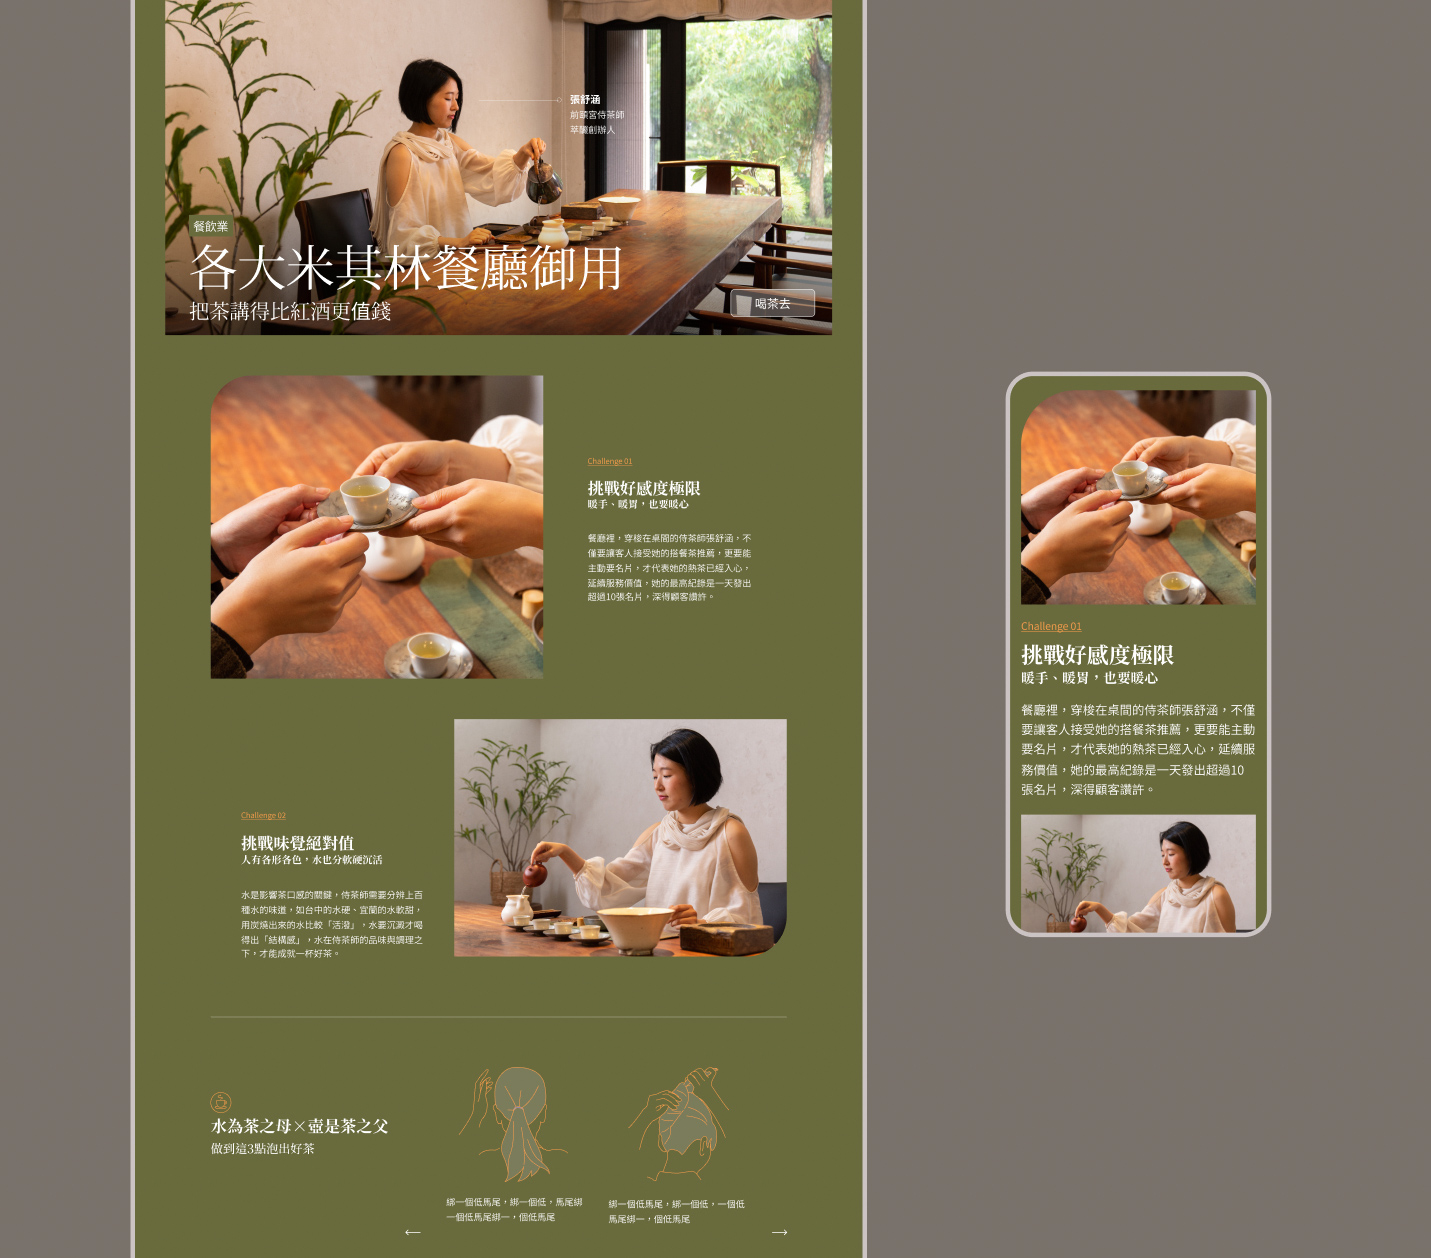 張舒涵
前頤宮侍茶師
萃釅創辦人
餐飲業
各大米其林餐廳御用
把茶講得比紅酒更值錢
喝茶去
Challenge 01
挑戰好感度極限
暖手、暖胃，也要暖心
餐廳裡，穿梭在桌間的侍茶師張舒涵，不
僅要讓客人接受她的搭餐茶推薦，更要能
主動要名片，才代表她的熱茶已經入心，
延續服務價值，她的最高紀錄是一天發出
超過10張名片，深得顧客讚許。
Challenge 02
挑戰味覺絕對值
人有各形各色，水也分軟硬沉活
水是影響茶口感的關鍵，侍茶師需要分辨上百
種水的味道，如台中的水硬、宜蘭的水軟甜，
用炭燒出來的水比較「活潑」，水要沉澱才喝
得出「結構感」，水在侍茶師的品味與調理之
下，才能成就一杯好茶。
水為茶之母×壺是茶之父
做到這3點泡出好茶
綁一個低馬尾，綁一個低，馬尾綁
一個低馬尾綁一，個低馬尾
綁一個低馬尾，綁一個低，一個低
馬尾綁一，個低馬尾
Challenge 01
挑戰好感度極限
暖手、暖胃，也要暖心
餐廳裡，穿梭在桌間的侍茶師張舒涵，不僅
要讓客人接受她的搭餐茶推薦，更要能主動
要名片，才代表她的熱茶已經入心，延續服
務價值，她的最高紀錄是一天發出超過10
張名片，深得顧客讚許。